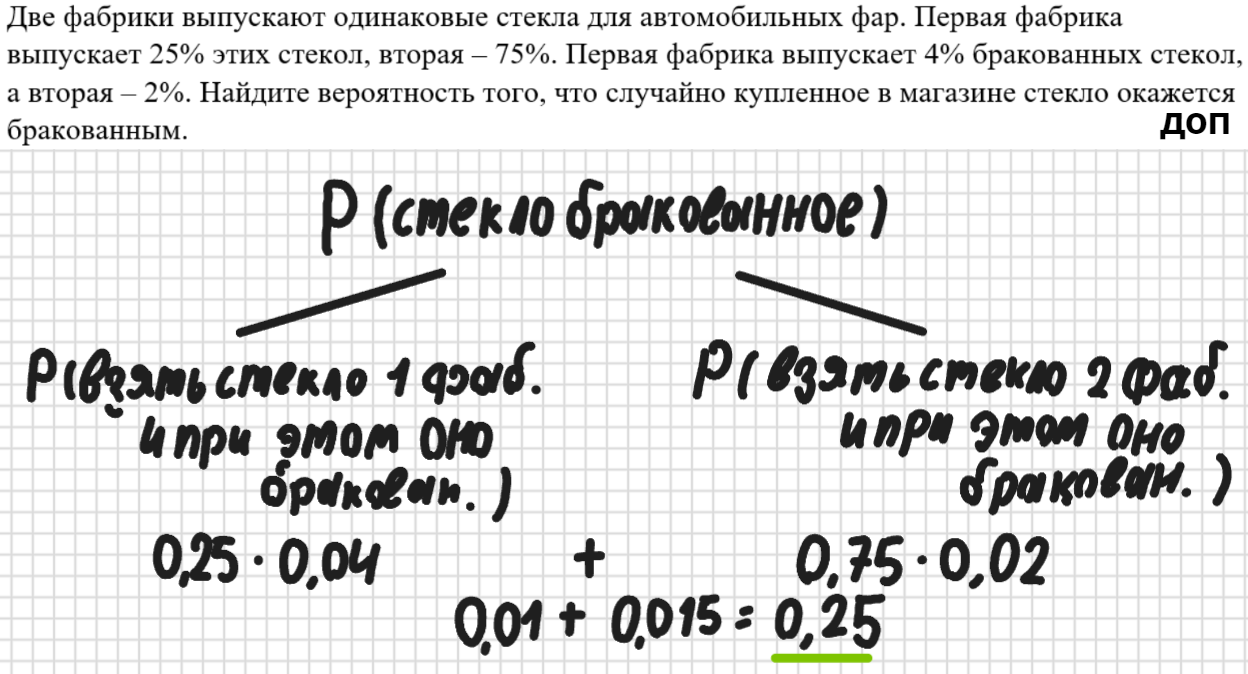 Две фабрики выпускают одинаковые стекла для автомобильных фар. Первая фабрика
выпускает 25% этих стекол, вторая – 75%. Первая фабрика выпускает 4% бракованных стекол,
а вторая – 2%. Найдите вероятность того, что случайно купленное в магазине стекло окажется
бракованным.
доп
P (стекло бракованное)
P (взять стекло 1 фаб. P ( взять стекло 2 фаб.
и при этом оно и при этом оно
бракован.) бракован.)
0,25 · 0,04 + 0,75 · 0,02
0,01 + 0,015 = 0,25